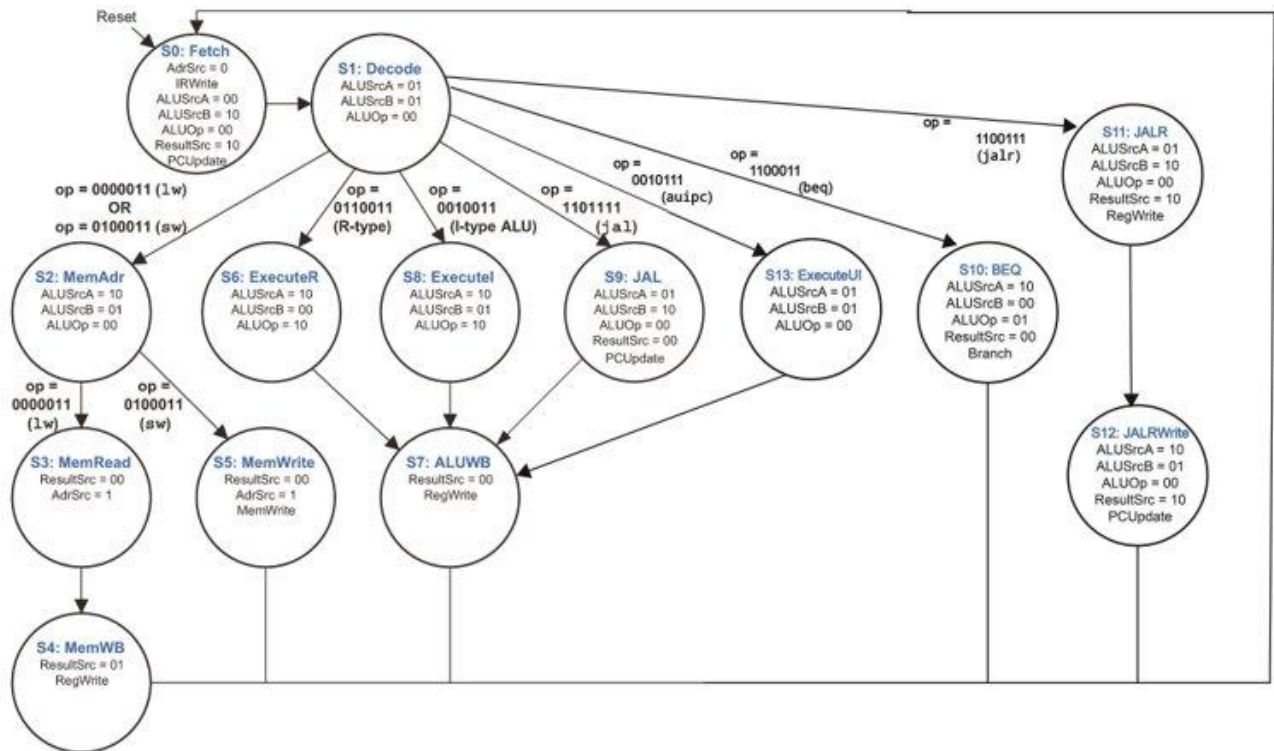 Reset
S0: Fetch
AdrSrc = 0
IRWrite
ALUSrcA = 00
ALUSrcB = 10
ALUOp = 00
ResultSrc = 10
PCUpdate
S1: Decode
ALUSrcA = 01
ALUSrcB = 01
ALUOp = 00
op = 0000011 (lw)
OR
op = 0100011 (sw)
op =
0110011
(R-type)
op =
0010011
(I-type ALU)
op =
1101111
(jal)
op =
0010111
(auipc)
op =
1100011
(beq)
op =
1100111
(jalr)
S11: JALR
ALUSrcA = 01
ALUSrcB = 10
ALUOp = 00
ResultSrc = 10
RegWrite
S2: MemAdr
ALUSrcA = 10
ALUSrcB = 01
ALUOp = 00
S6: ExecuteR
ALUSrcA = 10
ALUSrcB = 00
ALUOp = 10
S8: ExecuteI
ALUSrcA = 10
ALUSrcB = 01
ALUOp = 10
S9: JAL
ALUSrcA = 01
ALUSrcB = 10
ALUOp = 00
ResultSrc = 00
PCUpdate
S13: ExecuteUI
ALUSrcA = 01
ALUSrcB = 01
ALUOp = 00
S10: BEQ
ALUSrcA = 10
ALUSrcB = 00
ALUOp = 01
ResultSrc = 00
Branch
op =
0000011
(lw)
op =
0100011
(sw)
S3: MemRead
ResultSrc = 00
AdrSrc = 1
S5: MemWrite
ResultSrc = 00
AdrSrc = 1
MemWrite
S7: ALUWB
ResultSrc = 00
RegWrite
S12: JALRWrite
ALUSrcA = 10
ALUSrcB = 01
ALUOp = 00
ResultSrc = 10
PCUpdate
S4: MemWB
ResultSrc = 01
RegWrite